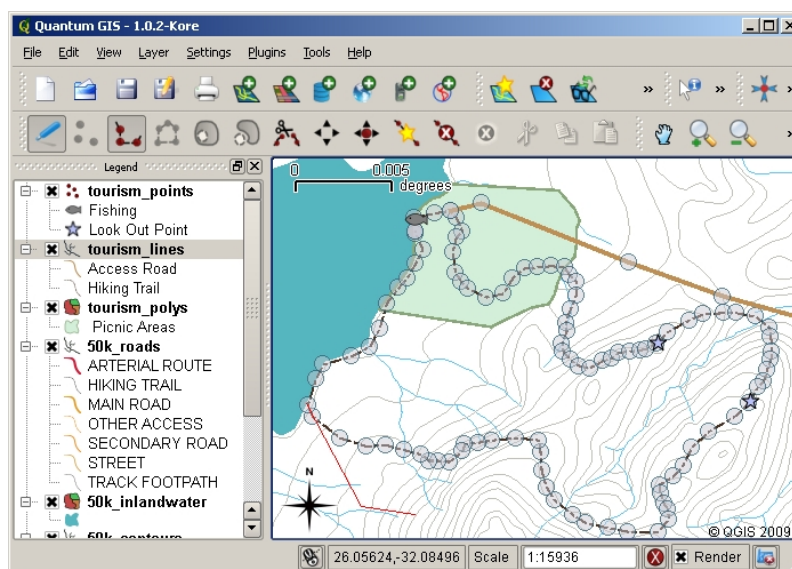 Quantum GIS - 1.0.2-Kore
File Edit View Layer Settings Plugins Tools Help
Legend
tourism_points
Fishing
Look Out Point
tourism_lines
Access Road
Hiking Trail
tourism_polys
Picnic Areas
50k_roads
ARTERIAL ROUTE
HIKING TRAIL
MAIN ROAD
OTHER ACCESS
SECONDARY ROAD
STREET
TRACK FOOTPATH
50k_inlandwater
50k_contours
0 0.005
degrees
N
© QGIS 2009
26.05624,-32.08496 Scale 1:15936 Render